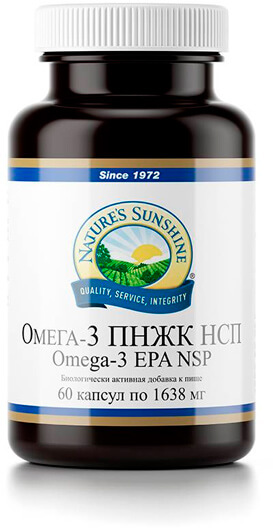 Since 1972
NATURE'S SUNSHINE
QUALITY, SERVICE, INTEGRITY
ОМЕГА-3 ПНЖК НСП
Omega-3 EPA NSP
Биологически активная добавка к пище
60 капсул по 1638 мг